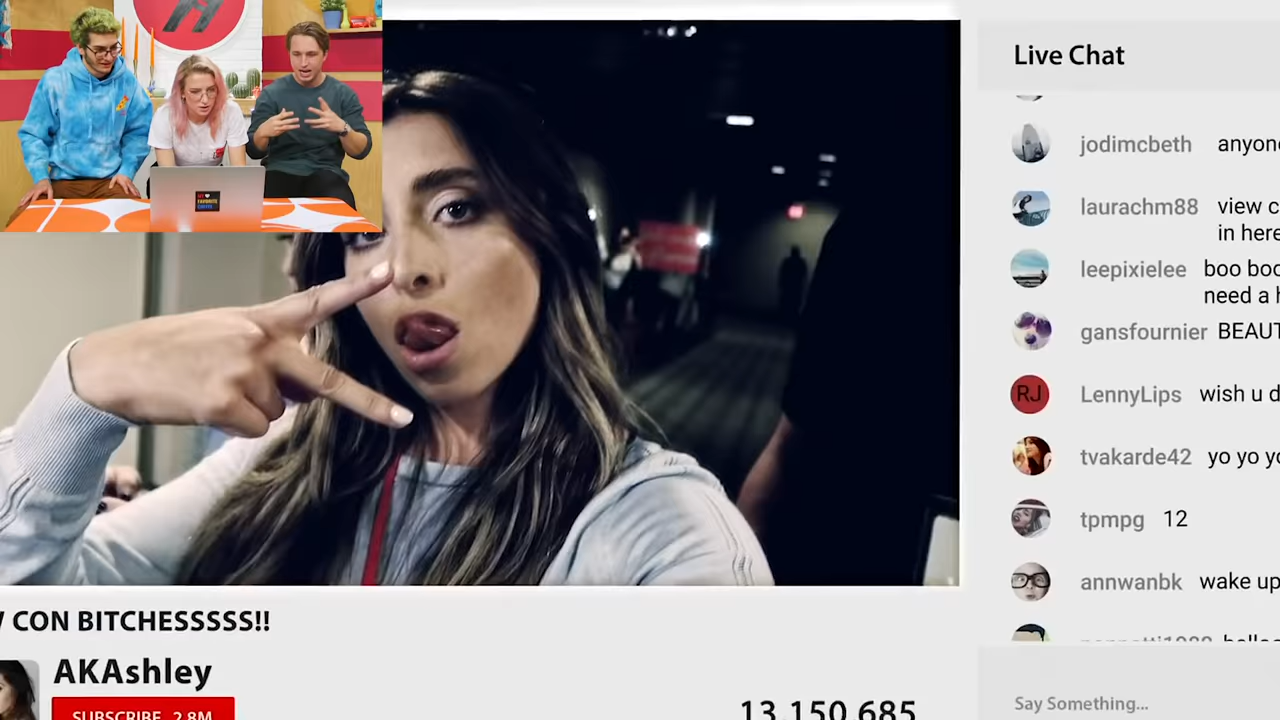 Live Chat
jodimcbeth anyon
laurachm88 view c
in here
leepixielee boo boo
need a h
gansfournier BEAUT
RJ
LennyLips wish u d
tvakarde42 yo yo yo
tpmpg 12
annwanbk wake up
CON BITCHESSSSS!!
AKAshley
SUBSCRIBE 2.8M
13,150,685
Say Something...